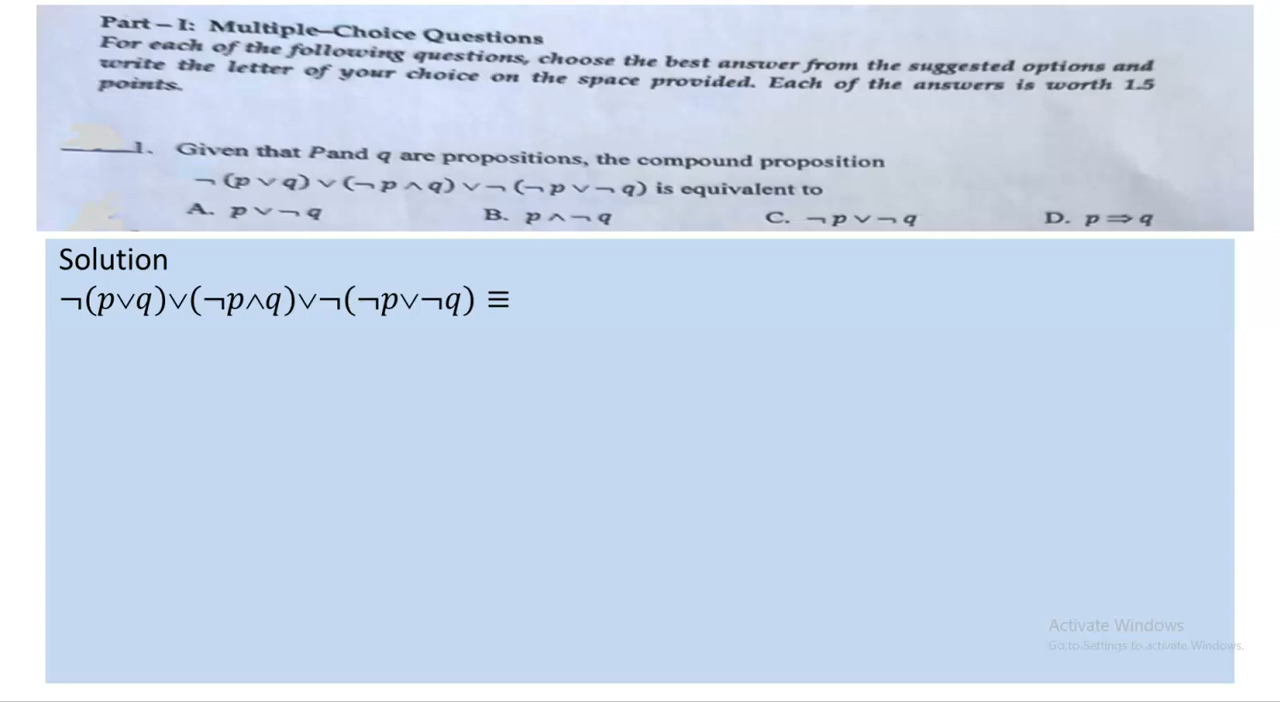 Part – I: Multiple–Choice Questions
For each of the following questions, choose the best answer from the suggested options and
write the letter of your choice on the space provided. Each of the answers is worth 1.5
points.
_____1. Given that Pand q are propositions, the compound proposition
¬ (p ∨ q) ∨ (¬ p ∧ q) ∨ ¬ (¬ p ∨ ¬ q) is equivalent to
A. p ∨ ¬ q B. p ∧ ¬ q C. ¬ p ∨ ¬ q D. p ⇒ q
Solution
¬(p∨q)∨(¬p∧q)∨¬(¬p∨¬q) ≡
Activate Windows
Go to Settings to activate Windows.